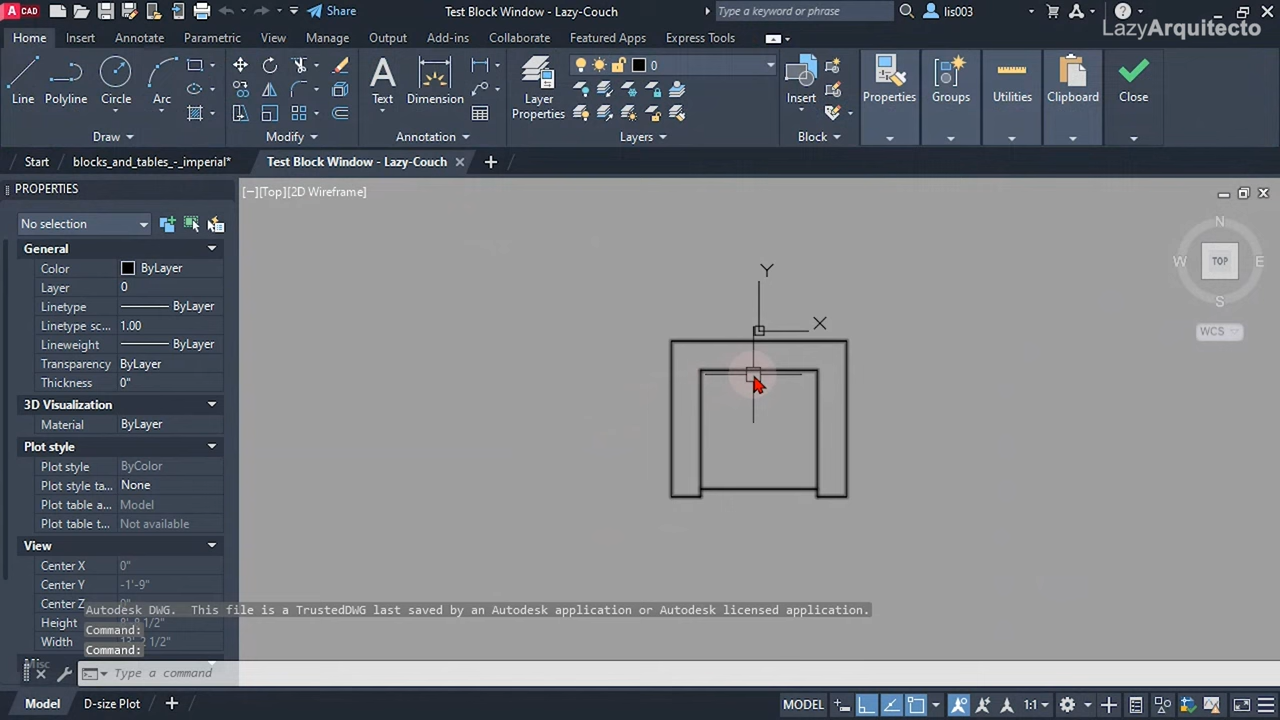 A CAD Share Test Block Window - Lazy-Couch Type a keyword or phrase lis003
LazyArquitecto
Home Insert Annotate Parametric View Manage Output Add-ins Collaborate Featured Apps Express Tools
0
Line Polyline Circle Arc Text Dimension Layer Properties Insert Properties Groups Utilities Clipboard Close
Draw Modify Annotation Layers Block
Start blocks_and_tables_-_imperial* Test Block Window - Lazy-Couch
PROPERTIES
[−][Top][2D Wireframe]
No selection
General
Color ByLayer
Layer 0
Linetype ByLayer
Linetype sc... 1.00
Lineweight ByLayer
Transparency ByLayer
Thickness 0"
3D Visualization
Material ByLayer
Plot style
Plot style ByColor
Plot style ta... None
Plot table a... Model
Plot table t... Not available
View
Center X 0"
Center Y -1'-9"
Center Z 0"
Height 8'-8 1/2"
Width
Misc
Y
X
N
W TOP E
S
WCS
Autodesk DWG. This file is a TrustedDWG last saved by an Autodesk application or Autodesk licensed application.
Command:
Command:
Type a command
Model D-size Plot MODEL 1:1